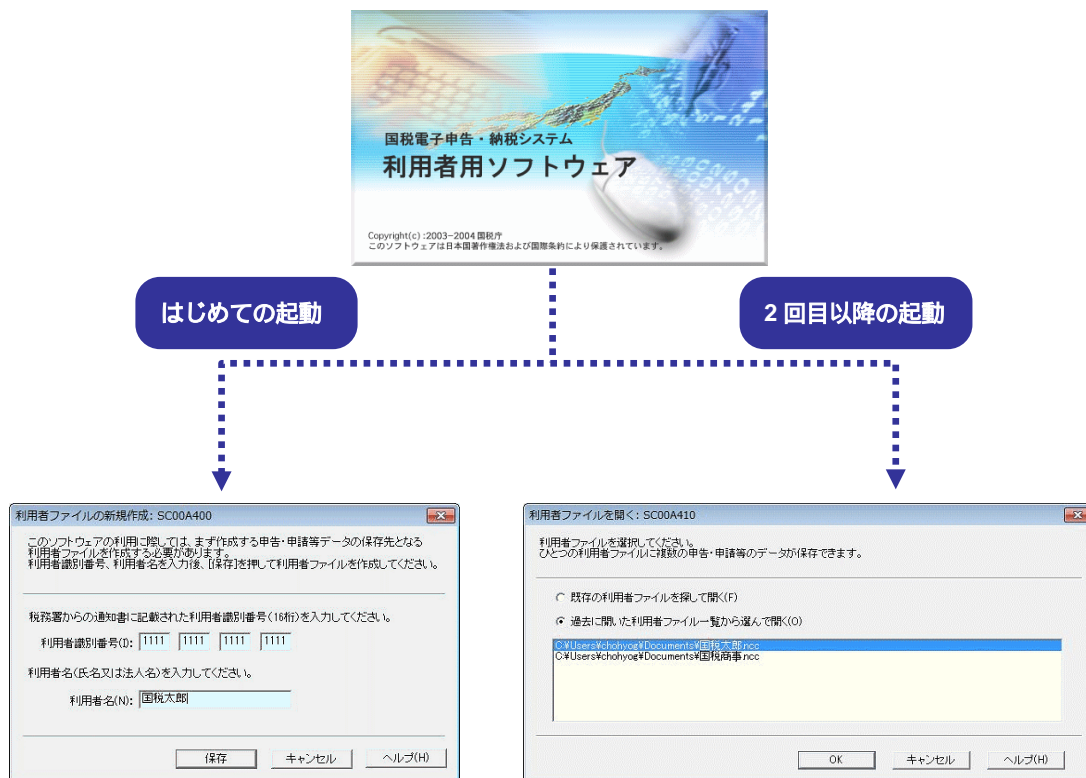 国税電子申告・納税システム
利用者用ソフトウェア
Copyright(c) :2003-2004 国税庁
このソフトウェアは日本国著作権法および国際条約により保護されています。
はじめての起動
2 回目以降の起動
利用者ファイルの新規作成: SC00A400
このソフトウェアの利用に際しては、まず作成する申告・申請等データの保存先となる
利用者ファイルを作成する必要があります。
利用者識別番号、利用者名を入力後、[保存]を押して利用者ファイルを作成してください。
税務署からの通知書に記載された利用者識別番号(16桁)を入力してください。
利用者識別番号(I): 1111 1111 1111 1111
利用者名(氏名又は法人名)を入力してください。
利用者名(N): 国税太郎
保存 キャンセル ヘルプ(H)
利用者ファイルを開く: SC00A410
利用者ファイルを選択してください。
ひとつの利用者ファイルに複数の申告・申請等のデータが保存できます。
既存の利用者ファイルを探して開く(F)
過去に開いた利用者ファイル一覧から選んで開く(O)
C:¥Users¥chohyog¥Documents¥国税太郎.ncc
C:¥Users¥chohyog¥Documents¥国税商事.ncc
OK キャンセル ヘルプ(H)